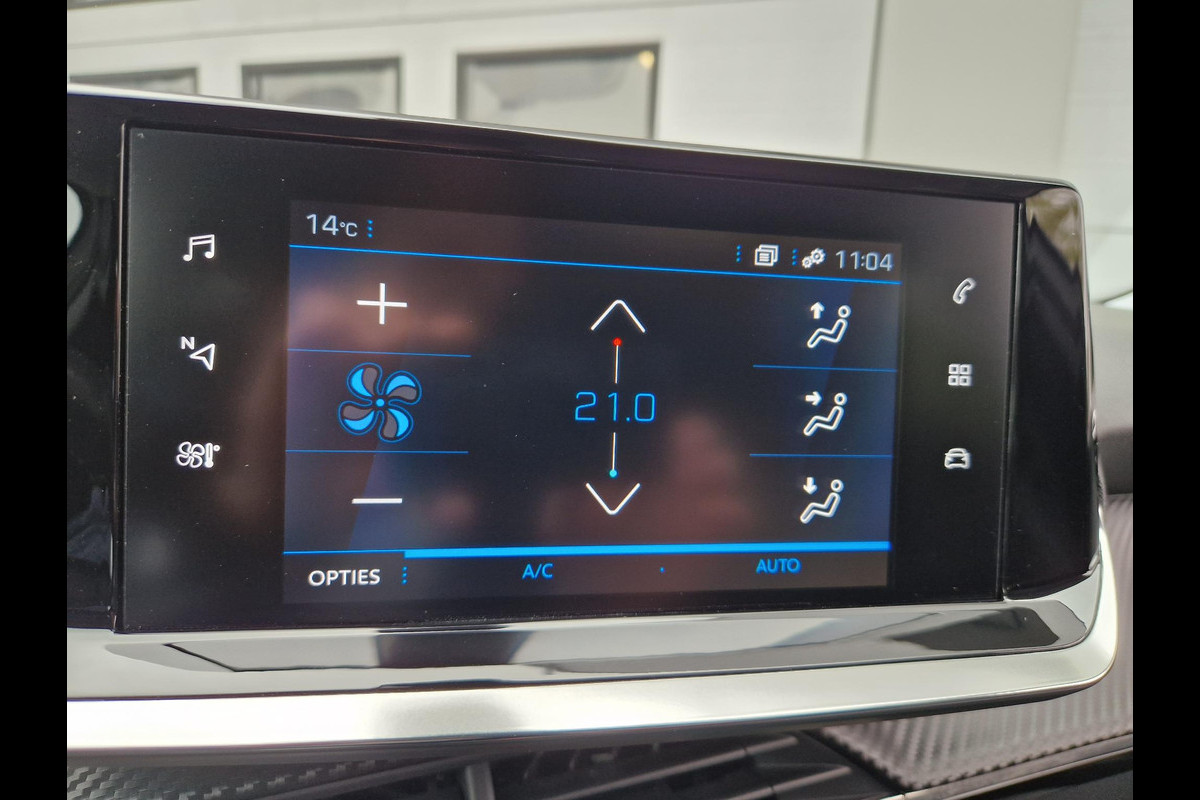 14°C
11:04
N
21.0
OPTIES
A/C
AUTO